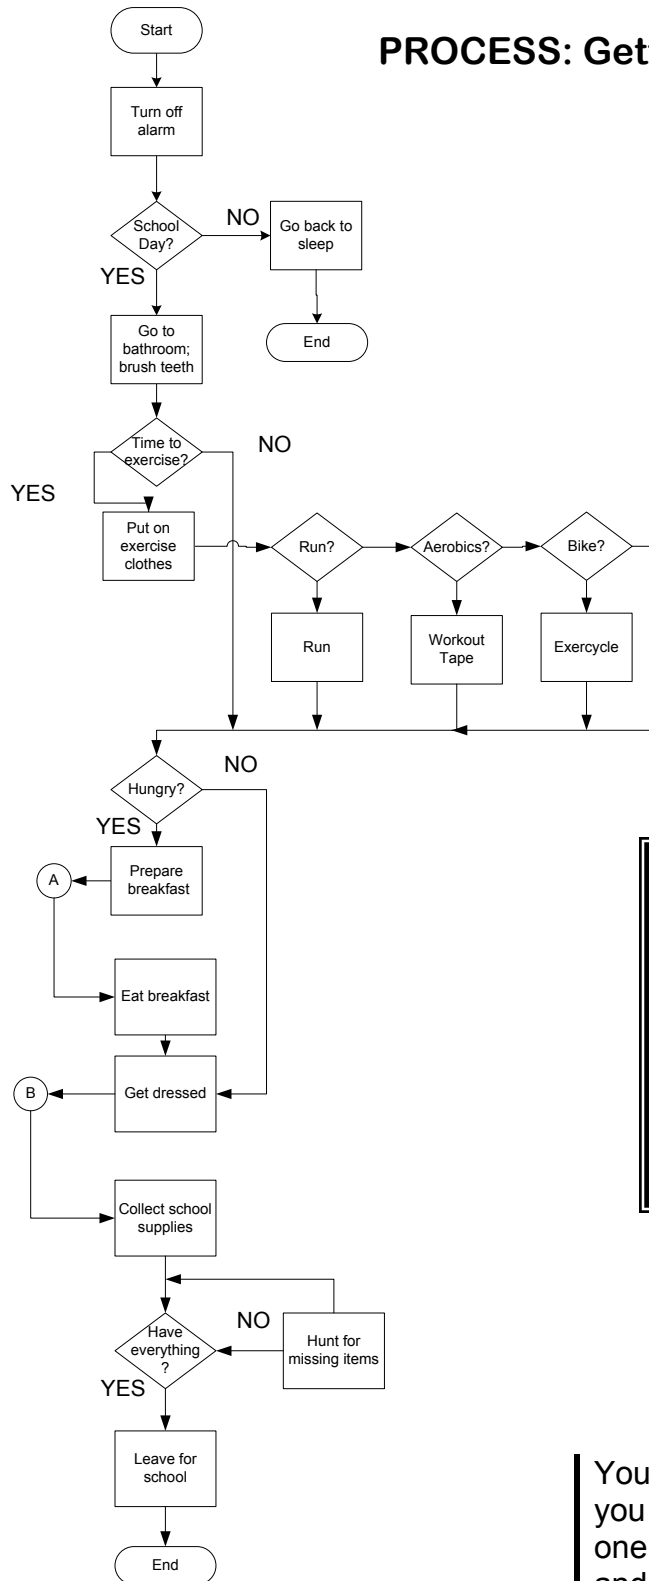 Start
PROCESS: Get
Turn off
alarm
School
Day?
NO
Go back to
sleep
YES
End
Go to
bathroom;
brush teeth
Time to
exercise?
NO
YES
Put on
exercise
clothes
Run?
Aerobics?
Bike?
Run
Workout
Tape
Exercycle
Hungry?
NO
YES
Prepare
breakfast
A
Eat breakfast
Get dressed
B
Collect school
supplies
Have
everything
?
NO
Hunt for
missing items
YES
Leave for
school
End
You
you
one